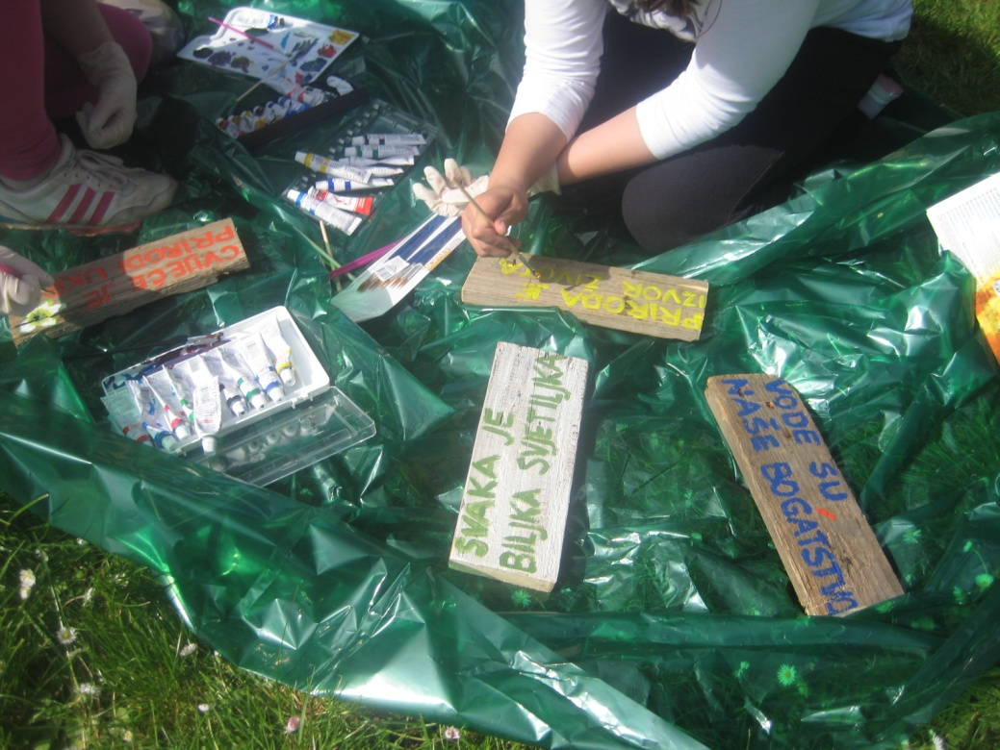 CVIJEĆE JE UKRAS
PRIRODE
PRIRODA JE
IZVOR ŽIVOTA
SVAKA JE
BILJKA SVJETILJKA
VODE SU
NAŠE BOGATSTVO